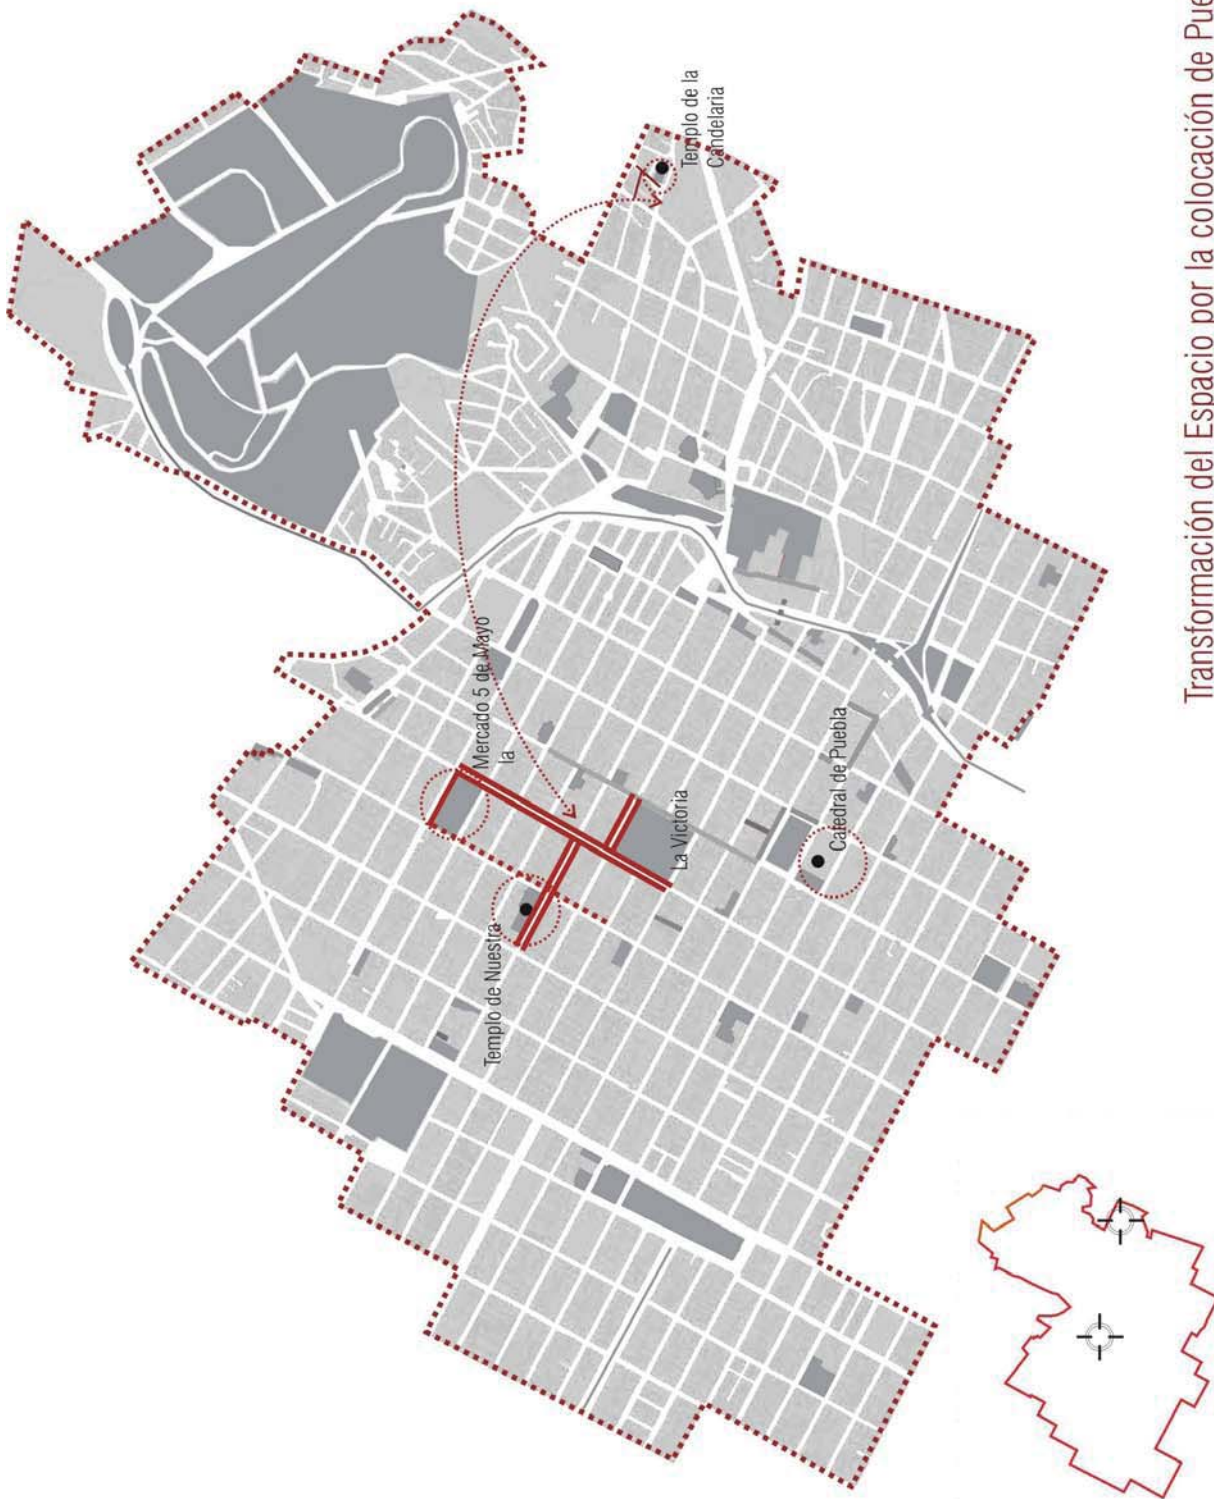 Templo de la
Candelaria
Mercado 5 de Mayo
la
Templo de Nuestra
La Victoria
Catedral de Puebla
Transformación del Espacio por la colocación de